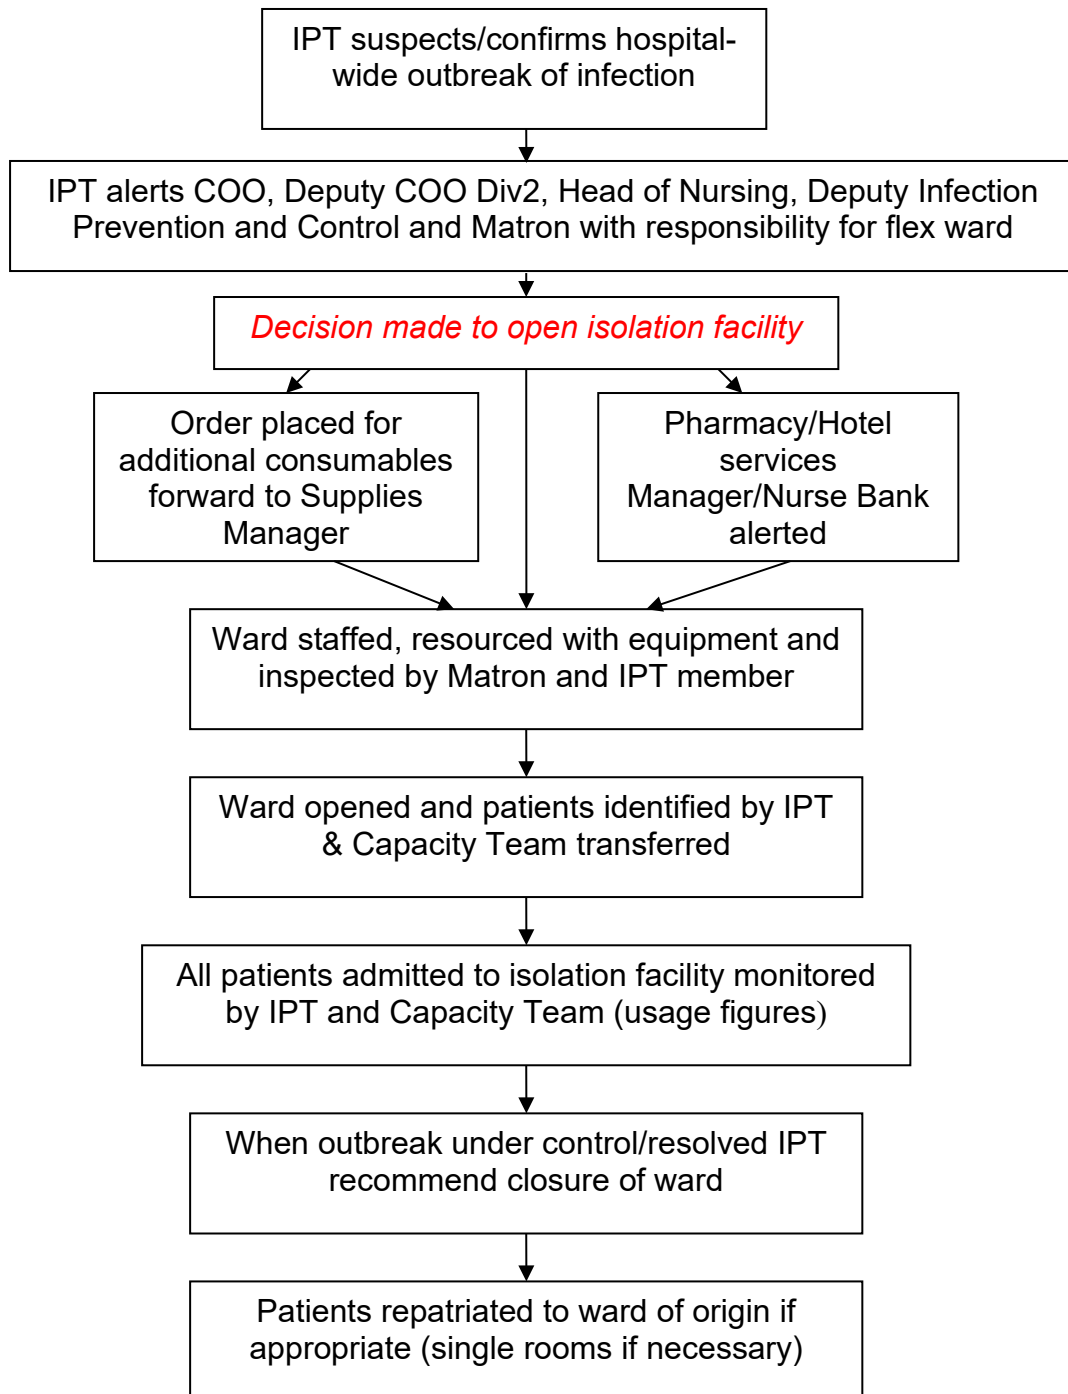 IPT suspects/confirms hospital-
wide outbreak of infection
IPT alerts COO, Deputy COO Div2, Head of Nursing, Deputy Infection
Prevention and Control and Matron with responsibility for flex ward
Decision made to open isolation facility
Order placed for
additional consumables
forward to Supplies
Manager
Pharmacy/Hotel
services
Manager/Nurse Bank
alerted
Ward staffed, resourced with equipment and
inspected by Matron and IPT member
Ward opened and patients identified by IPT
& Capacity Team transferred
All patients admitted to isolation facility monitored
by IPT and Capacity Team (usage figures)
When outbreak under control/resolved IPT
recommend closure of ward
Patients repatriated to ward of origin if
appropriate (single rooms if necessary)